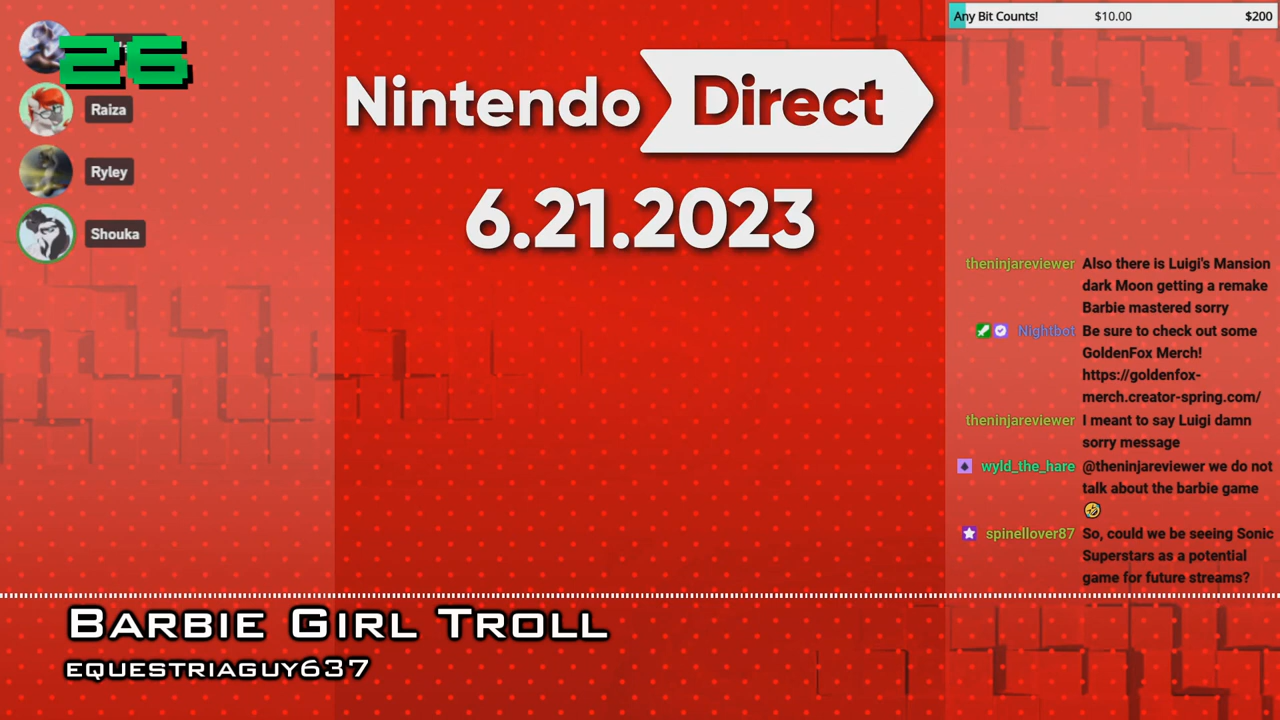 26
Raiza
Ryley
Shouka
Nintendo Direct
6.21.2023
Any Bit Counts! $10.00 $200
theninjareviewer Also there is Luigi's Mansion
dark Moon getting a remake
Barbie mastered sorry
Nightbot Be sure to check out some
GoldenFox Merch!
https://goldenfox-
merch.creator-spring.com/
theninjareviewer I meant to say Luigi damn
sorry message
wyld_the_hare @theninjareviewer we do not
talk about the barbie game
spinellover87 So, could we be seeing Sonic
Superstars as a potential
game for future streams?
Barbie Girl Troll
equestriaguy637